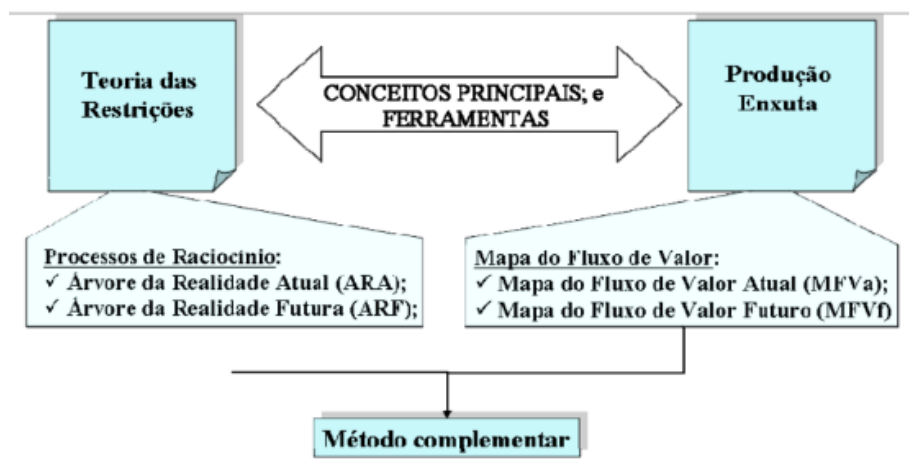 Teoria das
Restrições
CONCEITOS PRINCIPAIS; e
FERRAMENTAS
Produção
Enxuta
Processos de Raciocínio:
✓ Árvore da Realidade Atual (ARA);
✓ Árvore da Realidade Futura (ARF);
Mapa do Fluxo de Valor:
✓ Mapa do Fluxo de Valor Atual (MFVa);
✓ Mapa do Fluxo de Valor Futuro (MFVf)
Método complementar